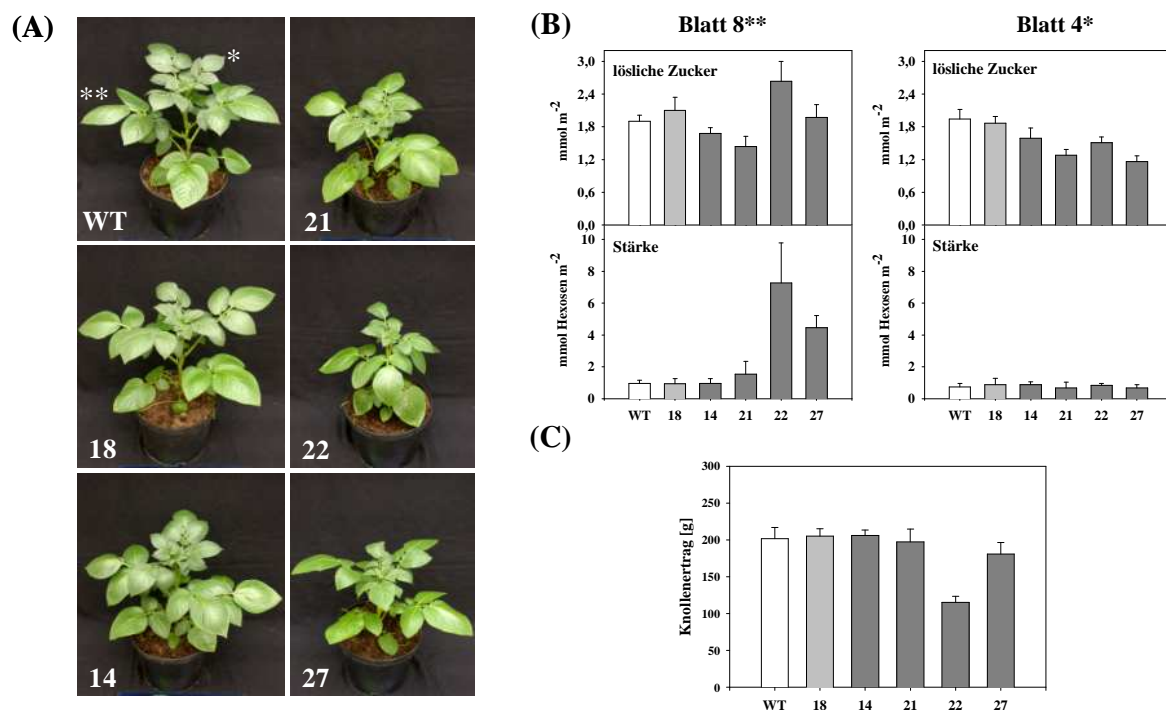 (A)
*
**
WT
21
18
22
14
27
(B)
Blatt 8**
Blatt 4*
lösliche Zucker
mmol m-2
3,0
2,4
1,8
1,2
0,6
0,0
lösliche Zucker
mmol m-2
3,0
2,4
1,8
1,2
0,6
0,0
Stärke
mmol Hexosen m-2
10
8
6
4
2
0
WT 18 14 21 22 27
Stärke
mmol Hexosen m-2
10
8
6
4
2
0
WT 18 14 21 22 27
(C)
Knollenertrag [g]
300
250
200
150
100
50
0
WT 18 14 21 22 27